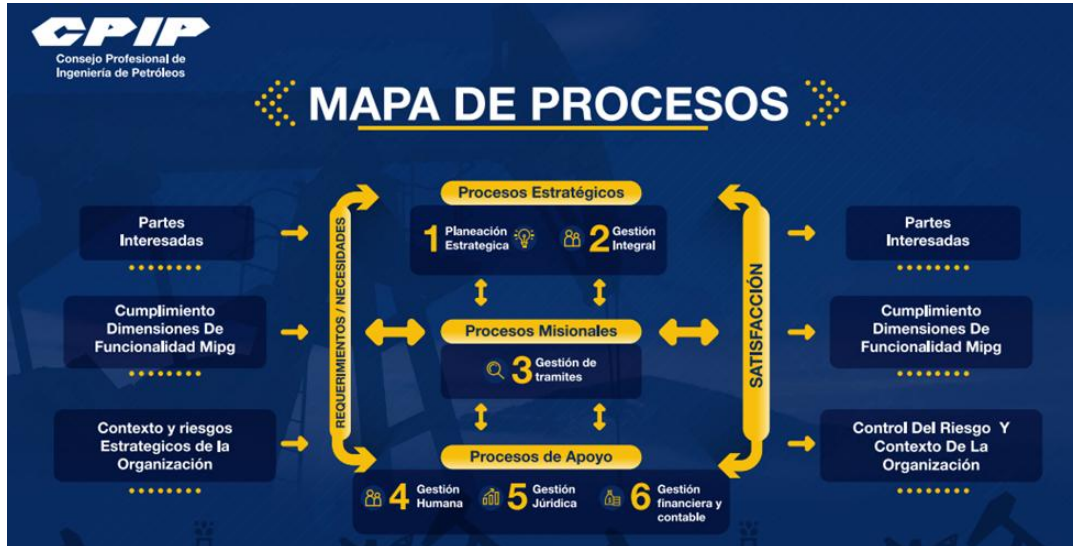 CPIP
Consejo Profesional de
Ingeniería de Petróleos
MAPA DE PROCESOS
Partes
Interesadas
Cumplimiento
Dimensiones De
Funcionalidad Mipg
Contexto y riesgos
Estrategicos de la
Organización
REQUERIMIENTOS / NECESIDADES
Procesos Estratégicos
1 Planeación
Estrategica
2 Gestión
Integral
Procesos Misionales
3 Gestión de
tramites
Procesos de Apoyo
4 Gestión
Humana
5 Gestión
Júridica
6 Gestión
financiera y
contable
SATISFACCIÓN
Partes
Interesadas
Cumplimiento
Dimensiones De
Funcionalidad Mipg
Control Del Riesgo Y
Contexto De La
Organización